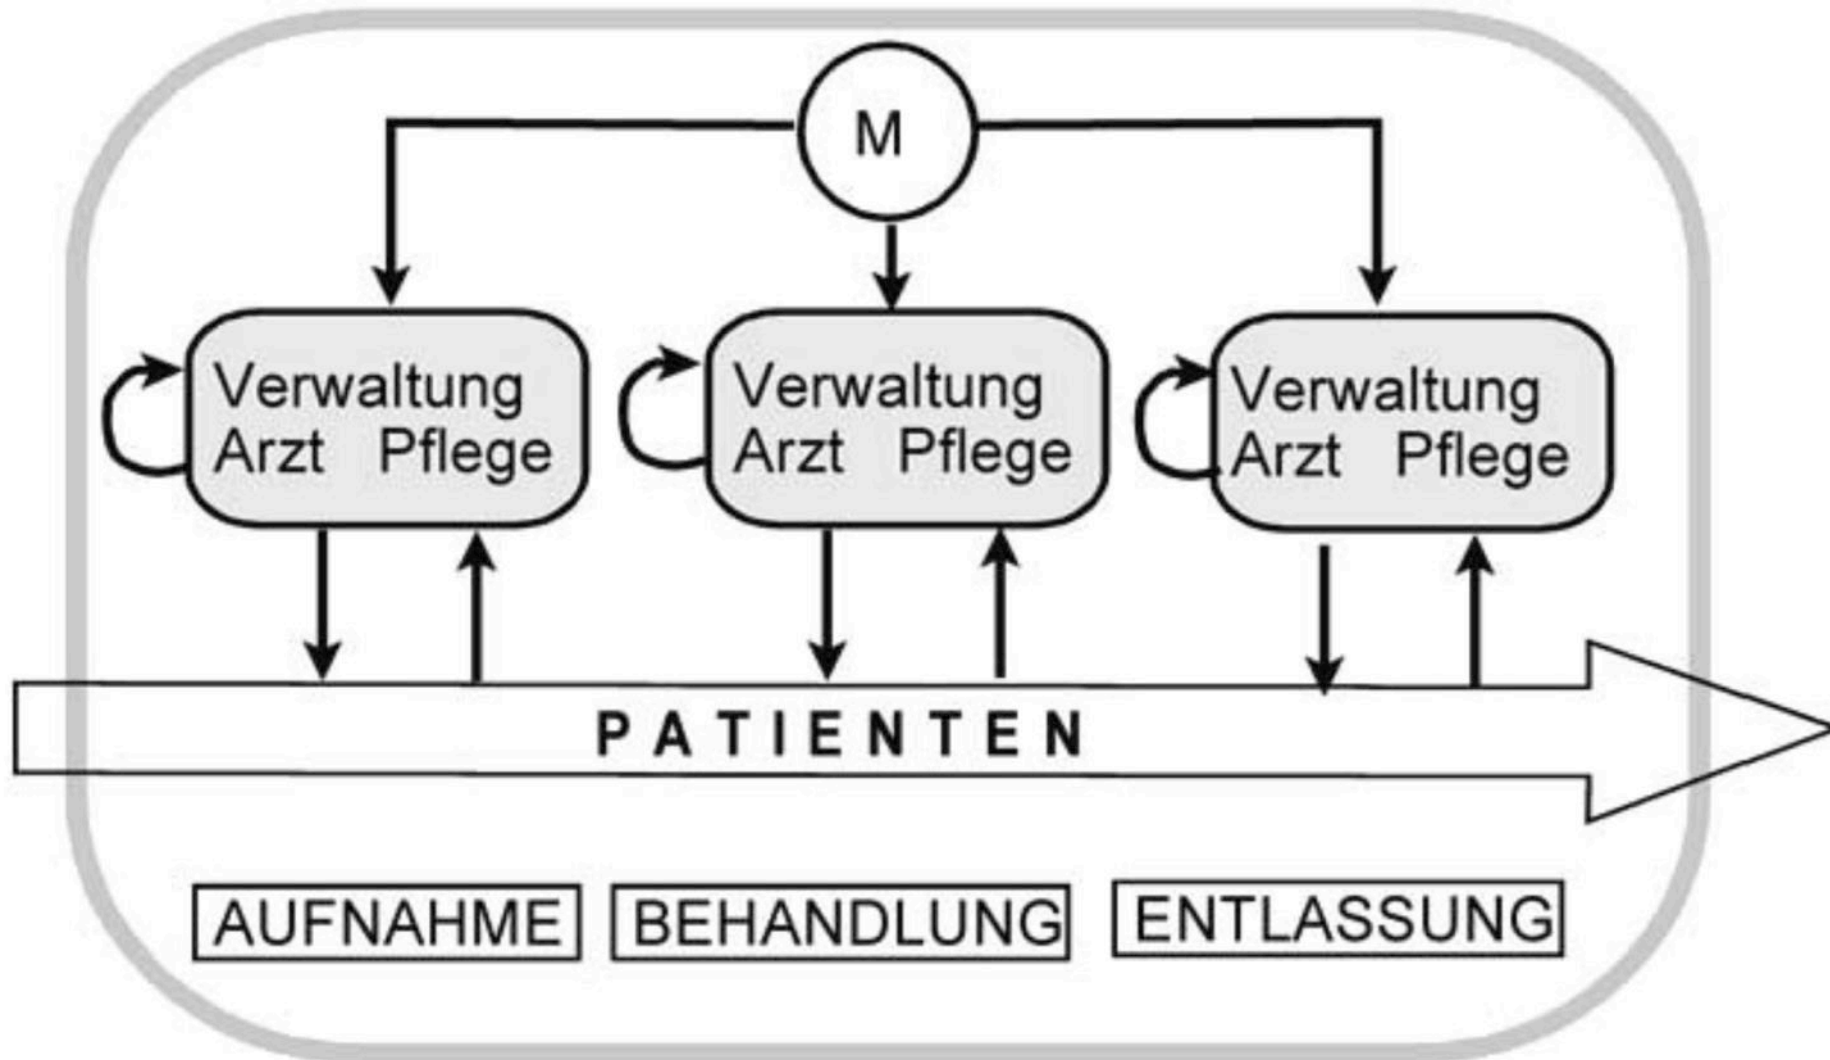 M
Verwaltung
Arzt Pflege
Verwaltung
Arzt Pflege
Verwaltung
Arzt Pflege
PATIENTEN
AUFNAHME
BEHANDLUNG
ENTLASSUNG